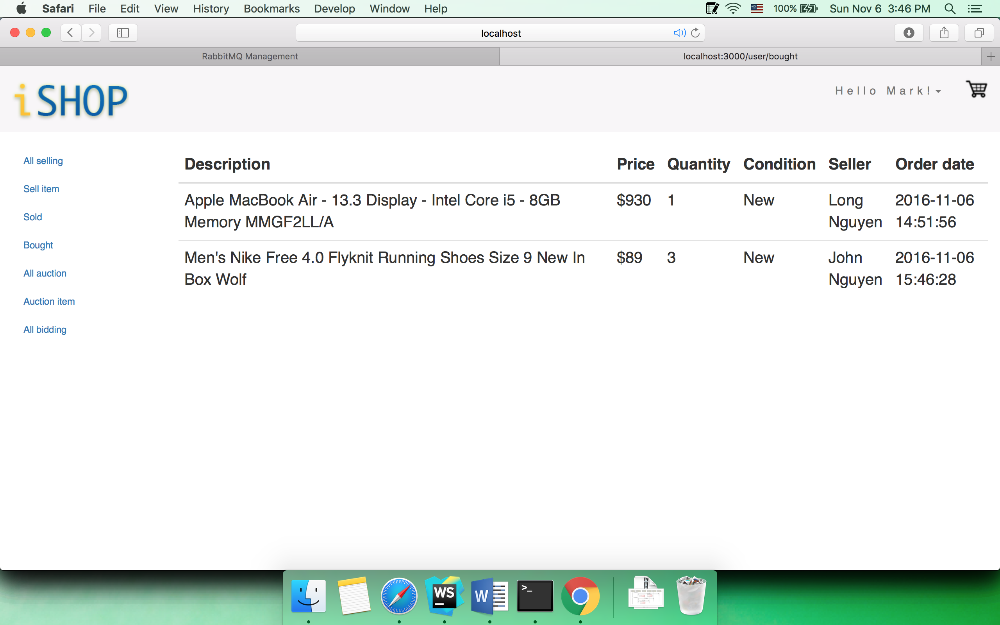 Safari File Edit View History Bookmarks Develop Window Help 100% Sun Nov 6 3:46 PM
localhost
RabbitMQ Management localhost:3000/user/bought
iSHOP
Hello Mark!
All selling
Sell item
Sold
Bought
All auction
Auction item
All bidding
Description Price Quantity Condition Seller Order date
Apple MacBook Air - 13.3 Display - Intel Core i5 - 8GB $930 1 New Long 2016-11-06
Memory MMGF2LL/A Nguyen 14:51:56
Men's Nike Free 4.0 Flyknit Running Shoes Size 9 New In $89 3 New John 2016-11-06
Box Wolf Nguyen 15:46:28
WS W >_